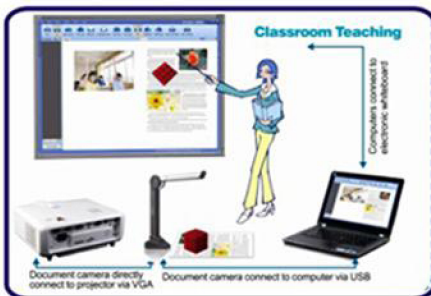 Classroom Teaching
Computers connect to
electronic whiteboard
Document camera directly
connect to projector via VGA
Document camera connect to computer via USB